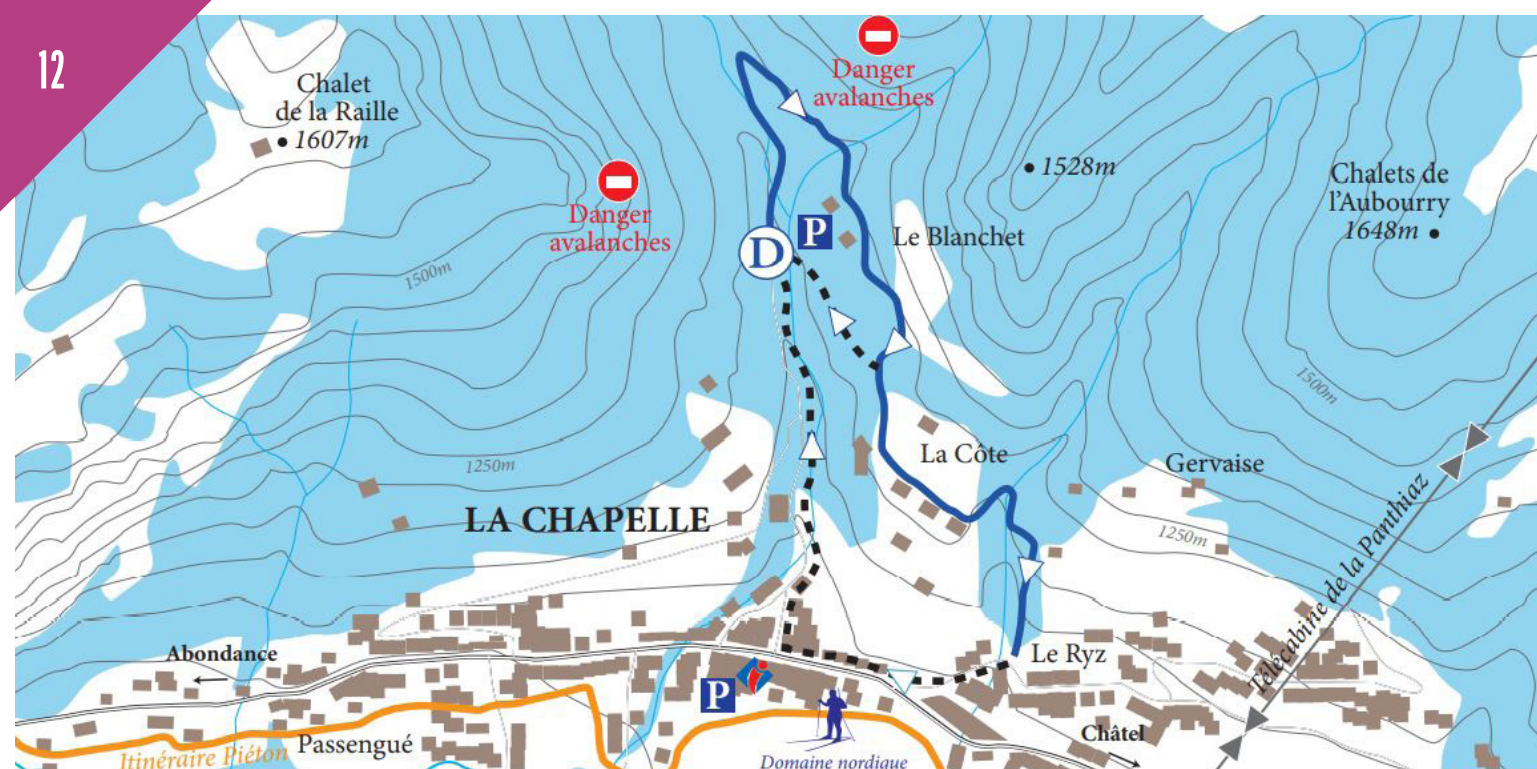 12
Danger
avalanches
Chalet
de la Raille
1607m
1528m
Chalets de
l'Aubourry
1648m
Danger
avalanches
P
Le Blanchet
D
1500m
1500m
La Côte
Gervaise
1250m
LA CHAPELLE
1250m
Télécabine de la Panthiaz
Abondance
Le Ryz
P
Châtel
Passengué
Itinéraire Piéton
Domaine nordique